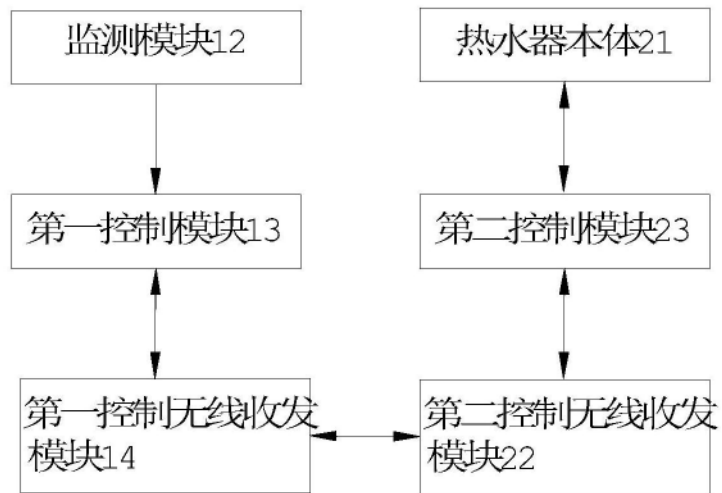 监测模块12
热水器本体21
第一控制模块13
第二控制模块23
第一控制无线收发
模块14
第二控制无线收发
模块22